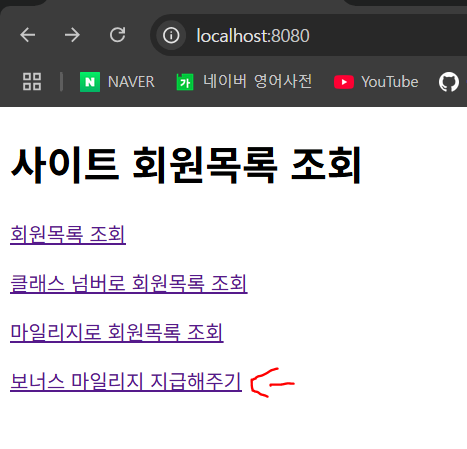 localhost:8080
NAVER 네이버 영어사전 YouTube
사이트 회원목록 조회
회원목록 조회
클래스 넘버로 회원목록 조회
마일리지로 회원목록 조회
보너스 마일리지 지급해주기